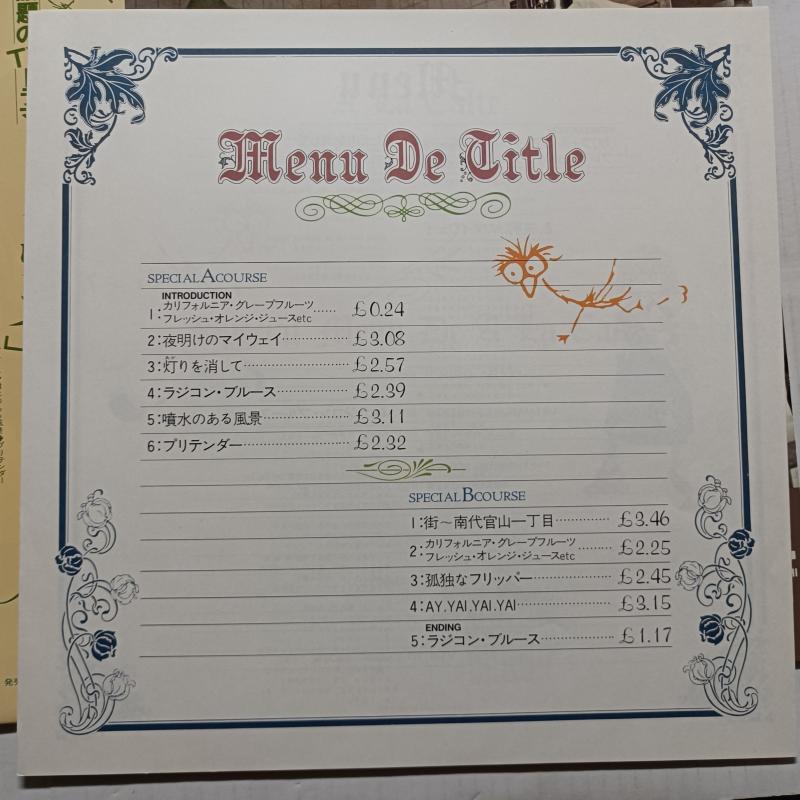 Menu De Title
SPECIAL A COURSE
INTRODUCTION
1:カリフォルニア・グレープフルーツ
フレッシュ・オレンジ・ジュースetc…… £0.24
2:夜明けのマイウェイ……………… £3.08
3:灯りを消して……………… £2.57
4:ラジコン・ブルース……………… £2.39
5:噴水のある風景……………… £3.11
6:プリテンダー……………… £2.32
SPECIAL B COURSE
1:街～南代官山一丁目……………… £3.46
2:カリフォルニア・グレープフルーツ
フレッシュ・オレンジ・ジュースetc……… £2.25
3:孤独なフリッパー……………… £2.45
4:AY.YAI.YAI.YAI……………… £3.15
ENDING
5:ラジコン・ブルース……………… £1.17